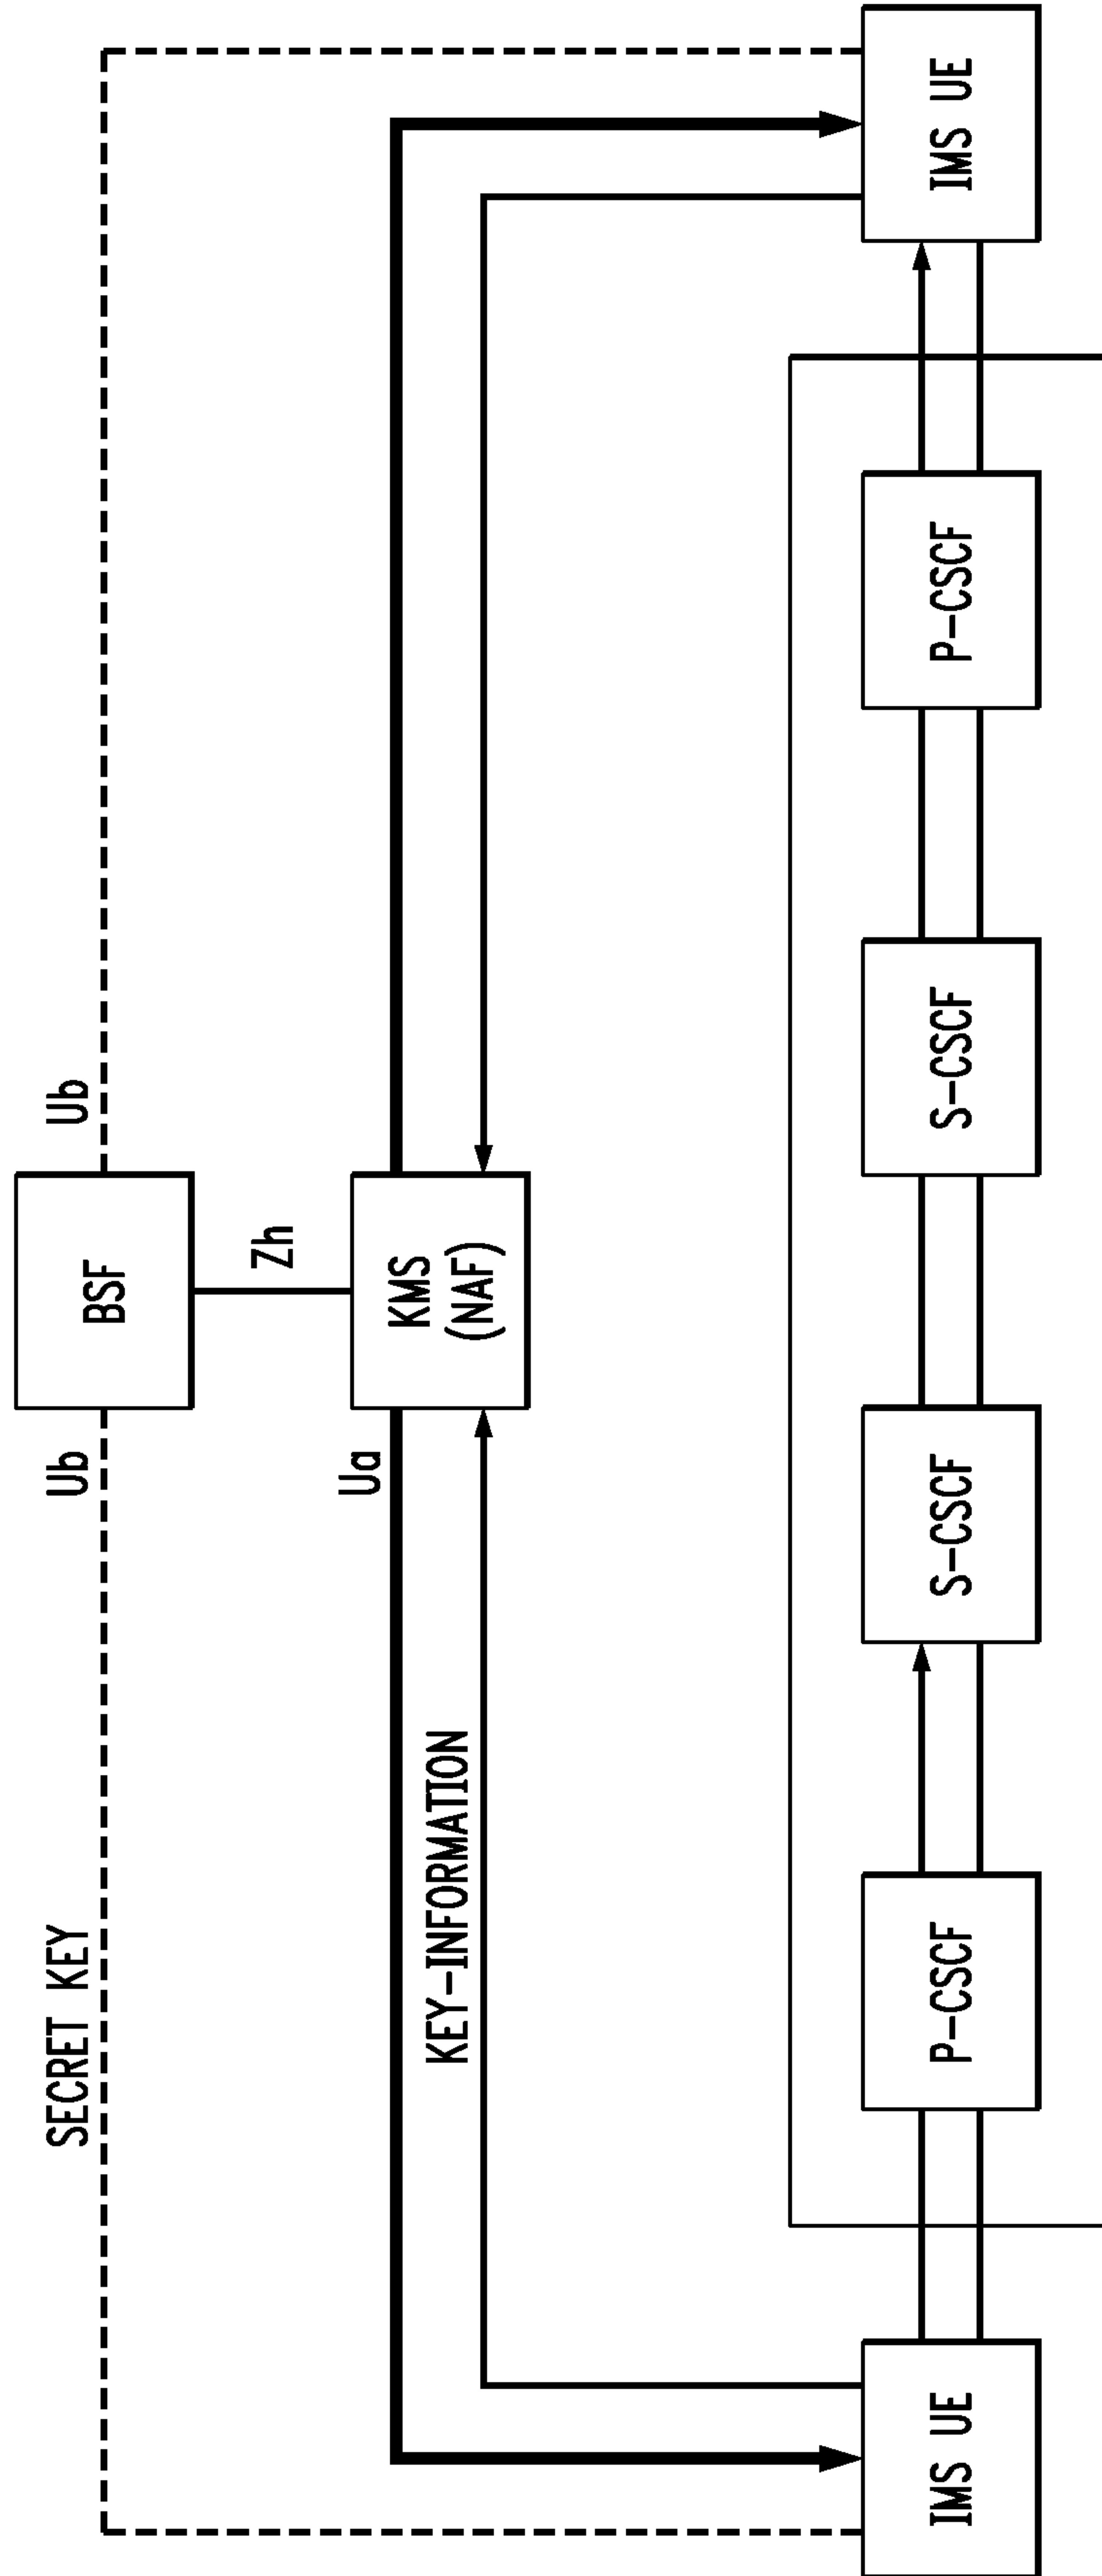 Ub
BSF
Ub
SECRET KEY
Zh
Ua
KMS
(NAF)
KEY-INFORMATION
IMS UE
P-CSCF
S-CSCF
S-CSCF
P-CSCF
IMS UE